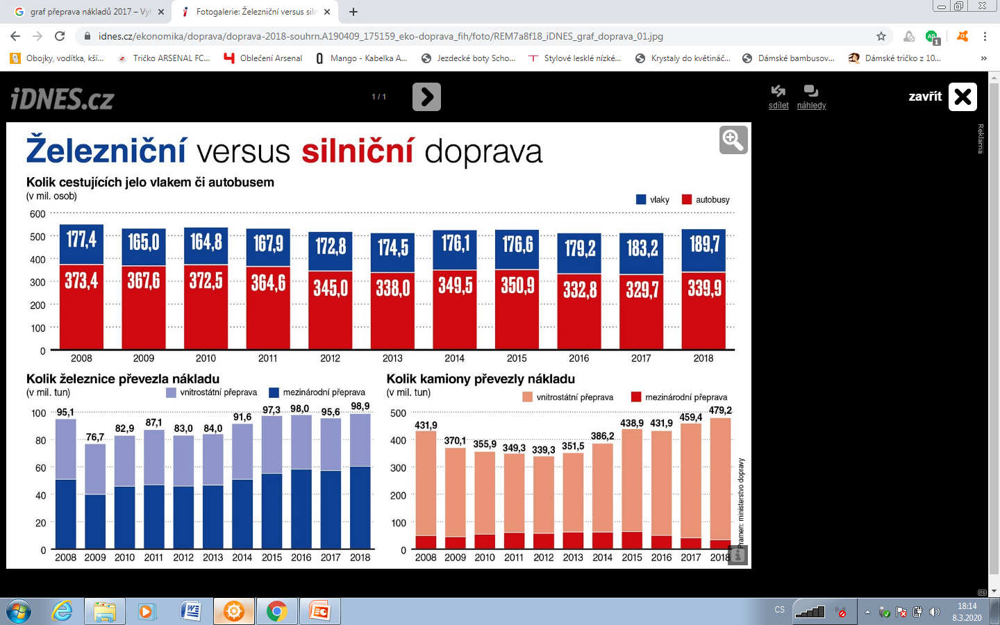 graf přeprava nákladů 2017 – Vyh
Fotogalerie: Železniční versus siln
idnes.cz/ekonomika/doprava/doprava-2018-souhrn.A190409_175159_eko-doprava_fih/foto/REM7a8f18_iDNES_graf_doprava_01.jpg
Obojky, vodítka, kší...
Tričko ARSENAL FC...
Oblečení Arsenal
Mango - Kabelka A...
Jezdecké boty Scho...
Stylové lesklé nízké...
Krystaly do květináč...
Dámské bambusov...
Dámské tričko z 10...
iDNES.cz
1 / 1
sdílet
náhledy
zavřít
Reklama
Železniční versus silniční doprava
Kolik cestujících jelo vlakem či autobusem
(v mil. osob)
vlaky autobusy
600
500
400
300
200
100
0
177,4 165,0 164,8 167,9 172,8 174,5 176,1 176,6 179,2 183,2 189,7
373,4 367,6 372,5 364,6 345,0 338,0 349,5 350,9 332,8 329,7 339,9
2008 2009 2010 2011 2012 2013 2014 2015 2016 2017 2018
Kolik železnice převezla nákladu
(v mil. tun)
vnitrostátní přeprava mezinárodní přeprava
100
80
60
40
20
0
95,1 76,7 82,9 87,1 83,0 84,0 91,6 97,3 98,0 95,6 98,9
2008 2009 2010 2011 2012 2013 2014 2015 2016 2017 2018
Kolik kamiony převezly nákladu
(v mil. tun)
vnitrostátní přeprava mezinárodní přeprava
500
400
300
200
100
0
431,9 370,1 355,9 349,3 339,3 351,5 386,2 438,9 431,9 459,4 479,2
2008 2009 2010 2011 2012 2013 2014 2015 2016 2017 2018
Pramen: ministerstvo dopravy
CS
18:14
8.3.2020